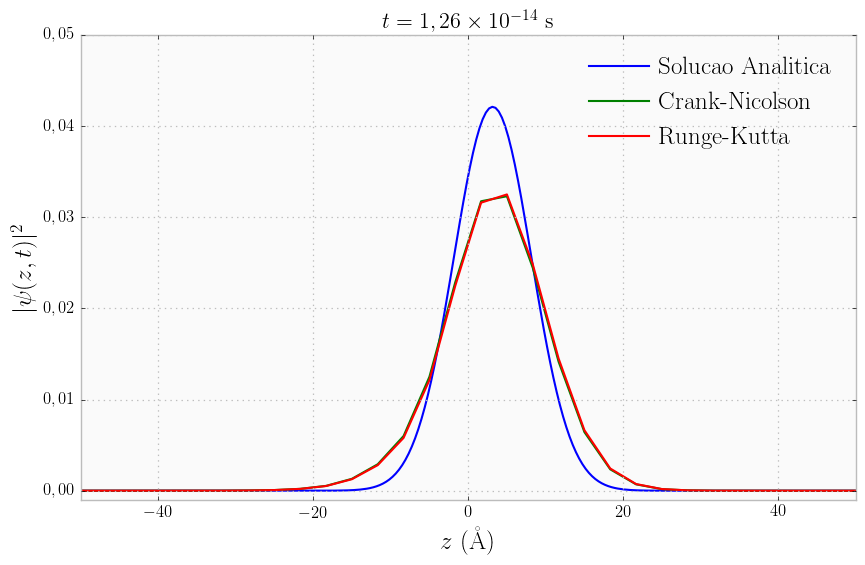 t = 1,26 × 10⁻¹⁴ s
Solucao Analitica
Crank-Nicolson
Runge-Kutta
|ψ(z, t)|²
0,05
0,04
0,03
0,02
0,01
0,00
−40 −20 0 20 40
z (Å)